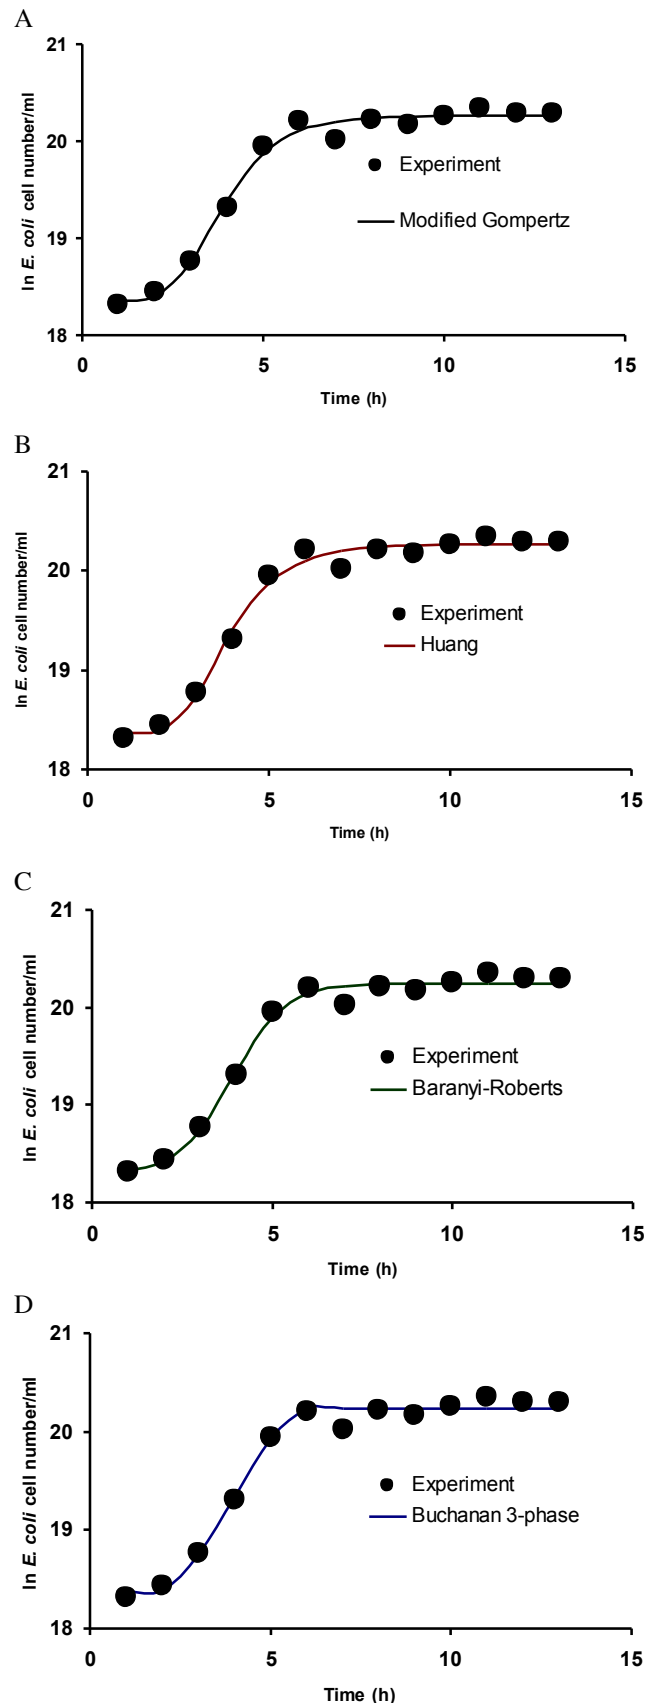 A
21
20
19
18
ln E. coli cell number/ml
Experiment
Modified Gompertz
0 5 10 15
Time (h)
B
21
20
19
18
ln E. coli cell number/ml
Experiment
Huang
0 5 10 15
Time (h)
C
21
20
19
18
ln E. coli cell number/ml
Experiment
Baranyi-Roberts
0 5 10 15
Time (h)
D
21
20
19
18
ln E. coli cell number/ml
Experiment
Buchanan 3-phase
0 5 10 15
Time (h)